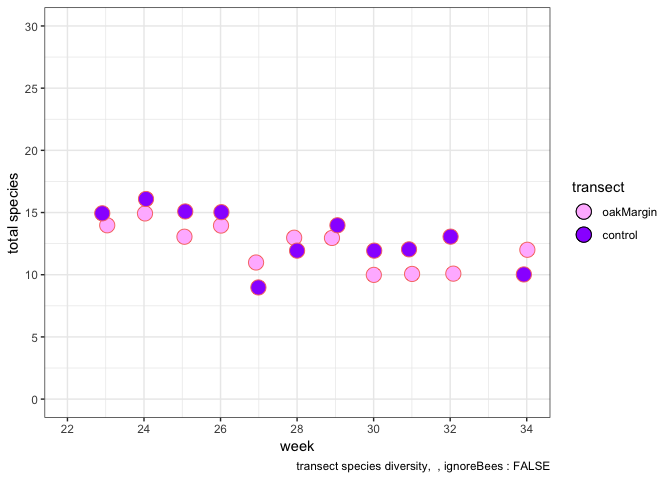 30
25
20
15
10
5
0
total species
22 24 26 28 30 32 34
week
transect
oakMargin
control
transect species diversity,  , ignoreBees : FALSE